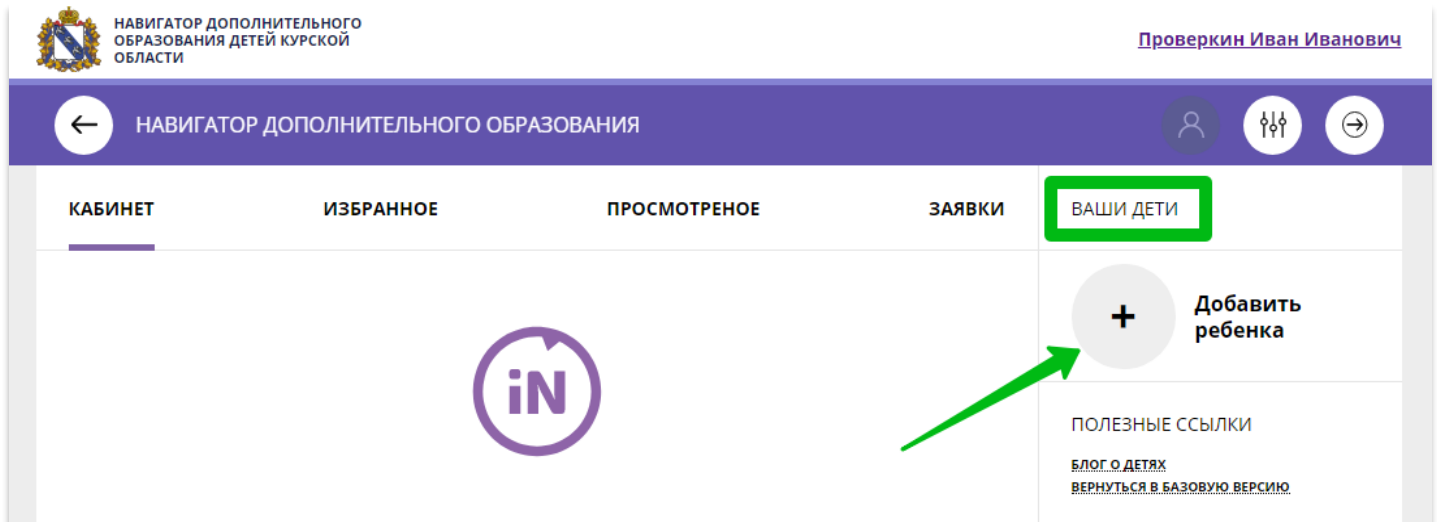 НАВИГАТОР ДОПОЛНИТЕЛЬНОГО
ОБРАЗОВАНИЯ ДЕТЕЙ КУРСКОЙ
ОБЛАСТИ
Проверкин Иван Иванович
НАВИГАТОР ДОПОЛНИТЕЛЬНОГО ОБРАЗОВАНИЯ
КАБИНЕТ ИЗБРАННОЕ ПРОСМОТРЕНОЕ ЗАЯВКИ ВАШИ ДЕТИ
+ Добавить
ребенка
iN
ПОЛЕЗНЫЕ ССЫЛКИ
БЛОГ О ДЕТЯХ
ВЕРНУТЬСЯ В БАЗОВУЮ ВЕРСИЮ